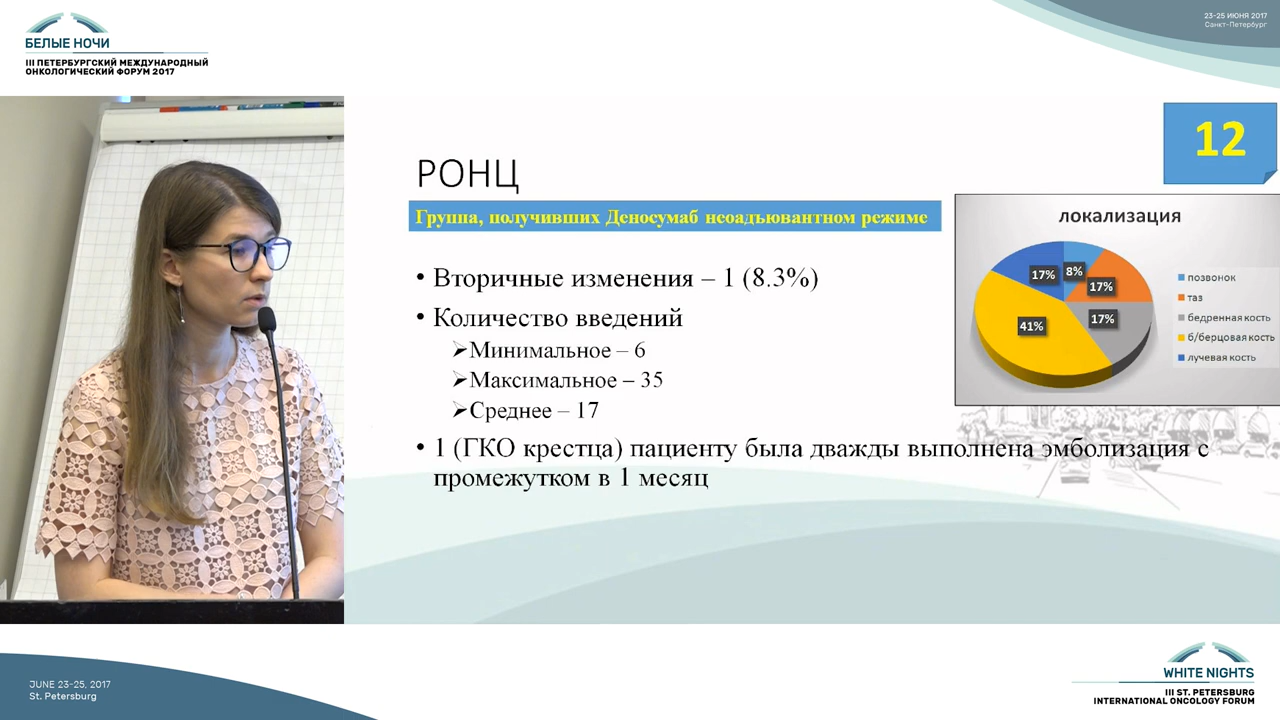 БЕЛЫЕ НОЧИ
III ПЕТЕРБУРГСКИЙ МЕЖДУНАРОДНЫЙ
ОНКОЛОГИЧЕСКИЙ ФОРУМ 2017
23-25 ИЮНЯ 2017
Санкт-Петербург
12
РОНЦ
Группа, получивших Деносумаб неоадьювантном режиме
• Вторичные изменения – 1 (8.3%)
• Количество введений
➢Минимальное – 6
➢Максимальное – 35
➢Среднее – 17
• 1 (ГКО крестца) пациенту была дважды выполнена эмболизация с
промежутком в 1 месяц
локализация
17%
8%
17%
41%
17%
позвонок
таз
бедренная кость
б/берцовая кость
лучевая кость
JUNE 23-25, 2017
St. Petersburg
WHITE NIGHTS
III ST. PETERSBURG
INTERNATIONAL ONCOLOGY FORUM